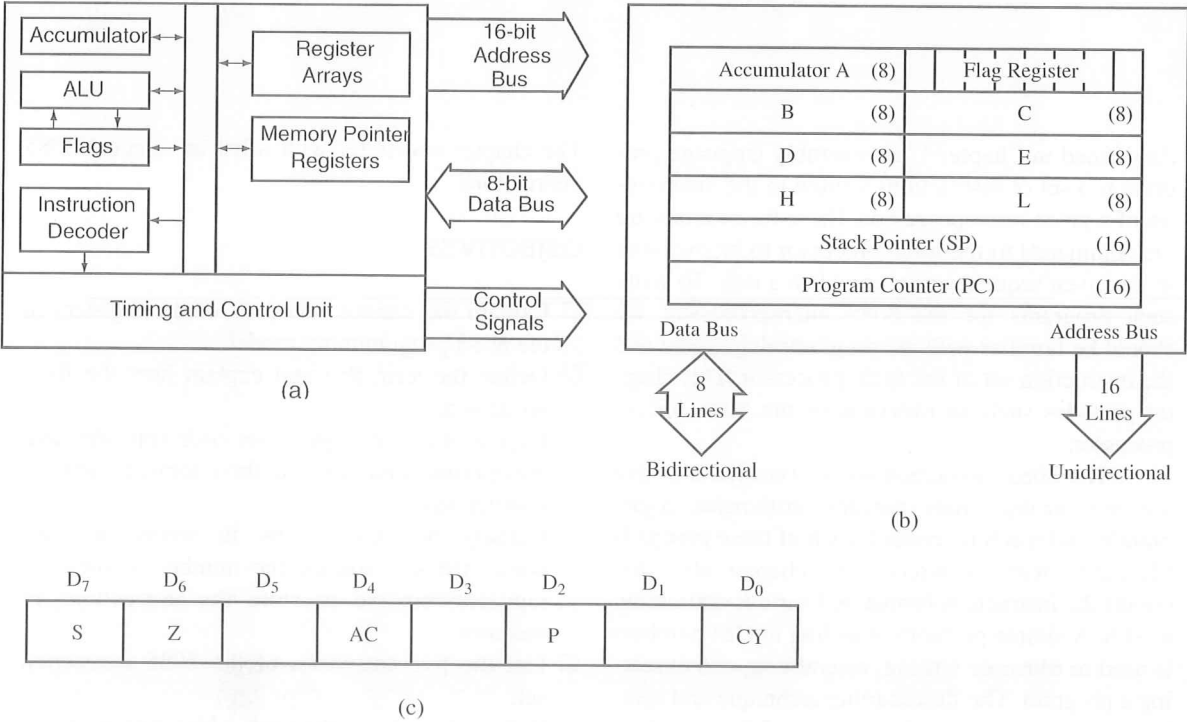 Accumulator
ALU
Flags
Instruction
Decoder
Register
Arrays
Memory Pointer
Registers
Timing and Control Unit
16-bit
Address
Bus
8-bit
Data Bus
Control
Signals
(a)
Accumulator A (8) Flag Register
B (8) C (8)
D (8) E (8)
H (8) L (8)
Stack Pointer (SP) (16)
Program Counter (PC) (16)
Data Bus Address Bus
8
Lines
16
Lines
Bidirectional Unidirectional
(b)
D₇ D₆ D₅ D₄ D₃ D₂ D₁ D₀
S Z AC P CY
(c)